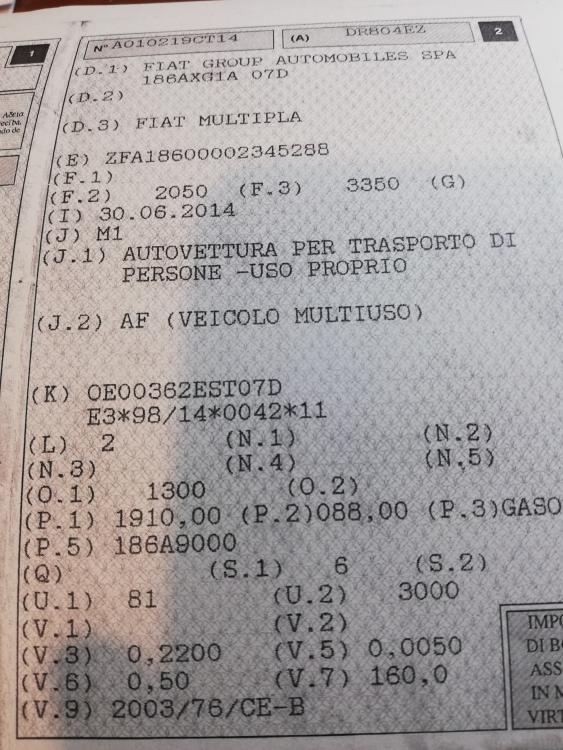 1
N° A010219CT14 (A) DR804EZ 2
(D.1) FIAT GROUP AUTOMOBILES SPA
186AXG1A 07D
(D.2)
(D.3) FIAT MULTIPLA
(E) ZFA18600002345288
(F.1)
(F.2) 2050 (F.3) 3350 (G)
(I) 30.06.2014
(J) M1
(J.1) AUTOVETTURA PER TRASPORTO DI
PERSONE -USO PROPRIO
(J.2) AF (VEICOLO MULTIUSO)
(K) OE00362EST07D
E3*98/14*0042*11
(L) 2 (N.1) (N.2)
(N.3) (N.4) (N.5)
(O.1) 1300 (O.2)
(P.1) 1910,00 (P.2)088,00 (P.3)GASO
(P.5) 186A9000
(Q) (S.1) 6 (S.2)
(U.1) 81 (U.2) 3000
(V.1) (V.2)
(V.3) 0,2200 (V.5) 0,0050
(V.6) 0,50 (V.7) 160,0
(V.9) 2003/76/CE-B
IMPO
DI B
ASS
IN M
VIRT